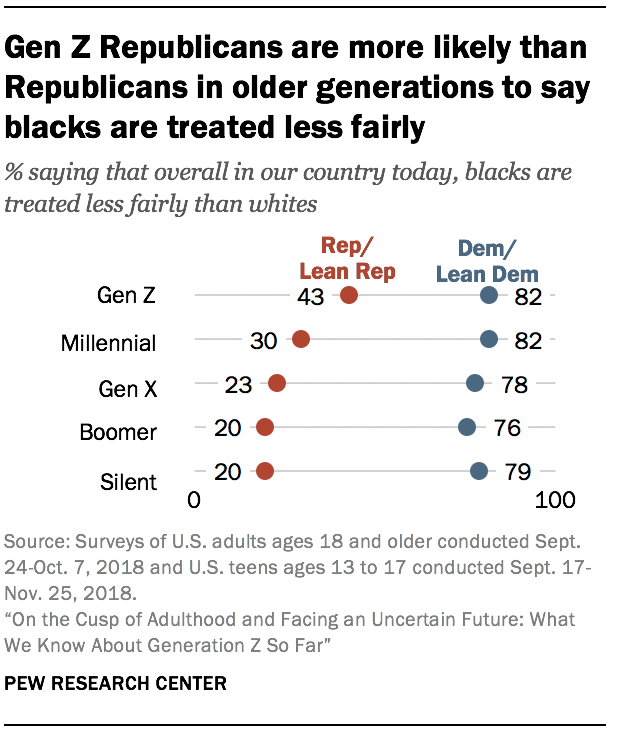 Gen Z Republicans are more likely than
Republicans in older generations to say
blacks are treated less fairly
% saying that overall in our country today, blacks are
treated less fairly than whites
Rep/
Lean Rep
Dem/
Lean Dem
Gen Z 43 82
Millennial 30 82
Gen X 23 78
Boomer 20 76
Silent 20 79
0 100
Source: Surveys of U.S. adults ages 18 and older conducted Sept.
24-Oct. 7, 2018 and U.S. teens ages 13 to 17 conducted Sept. 17-
Nov. 25, 2018.
“On the Cusp of Adulthood and Facing an Uncertain Future: What
We Know About Generation Z So Far”
PEW RESEARCH CENTER